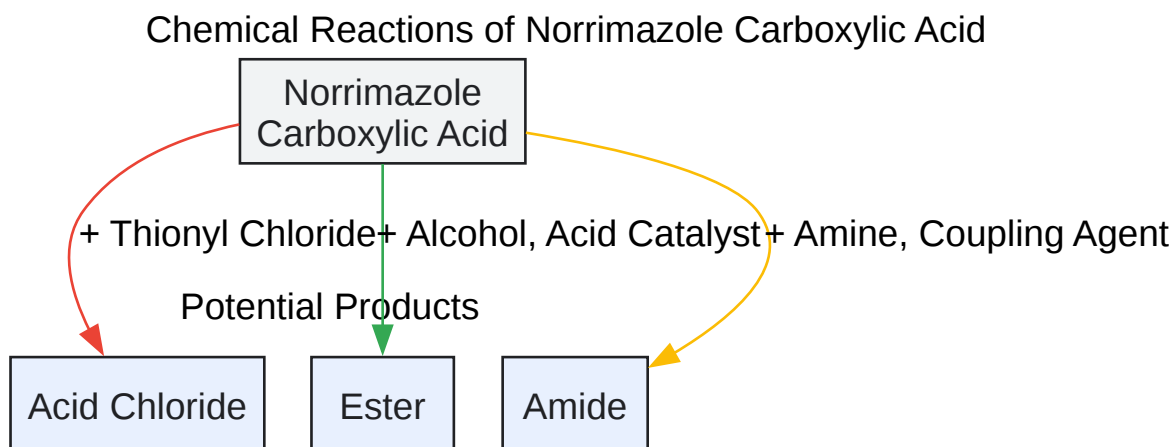 Chemical Reactions of Norrimazole Carboxylic Acid
Norrimazole
Carboxylic Acid
+ Thionyl Chloride
+ Alcohol, Acid Catalyst
+ Amine, Coupling Agent
Potential Products
Acid Chloride
Ester
Amide